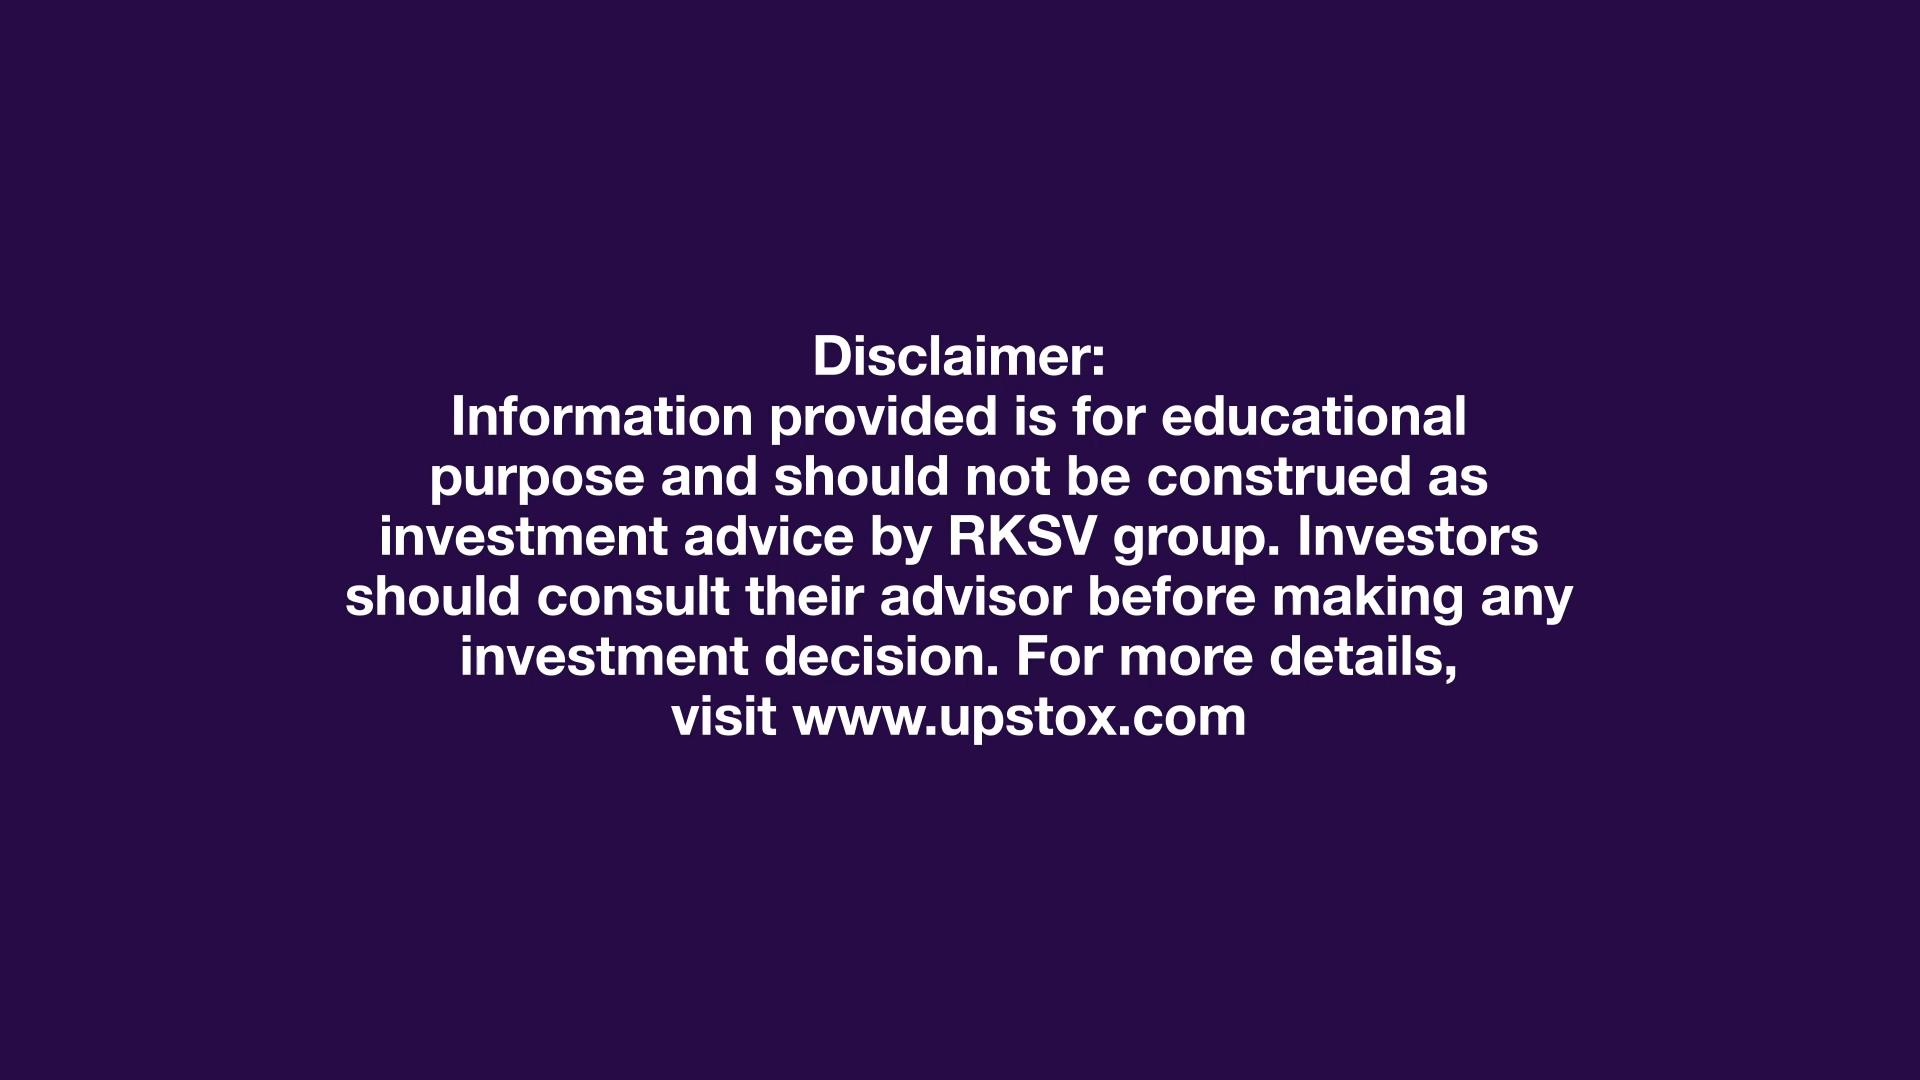 Disclaimer:
Information provided is for educational
purpose and should not be construed as
investment advice by RKSV group. Investors
should consult their advisor before making any
investment decision. For more details,
visit www.upstox.com